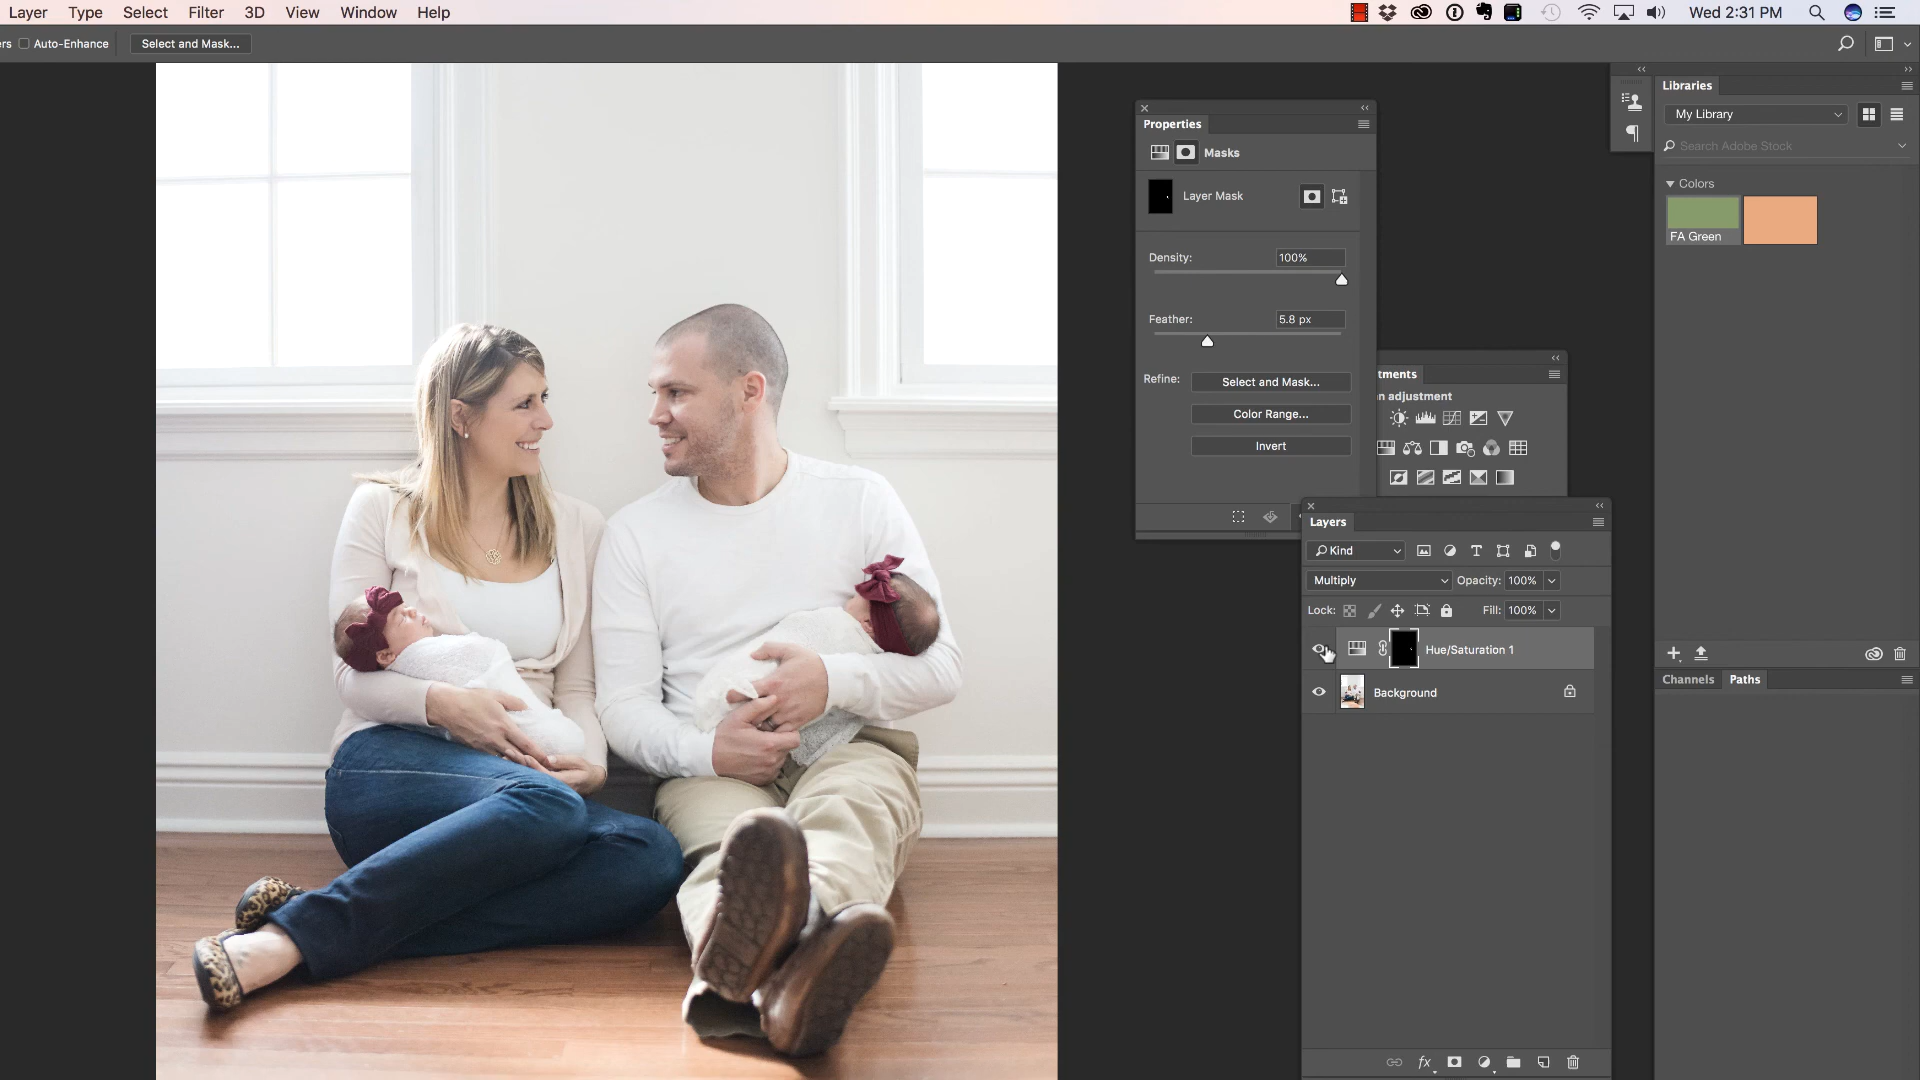 Layer Type Select Filter 3D View Window Help Wed 2:31 PM
ers Auto-Enhance Select and Mask...
Properties
Masks
Layer Mask
Density: 100%
Feather: 5.8 px
Refine: Select and Mask...
Color Range...
Invert
tments
n adjustment
Layers
Kind
Multiply Opacity: 100%
Lock: Fill: 100%
Hue/Saturation 1
Background
fx
Libraries
My Library
Search Adobe Stock
Colors
FA Green
Channels Paths